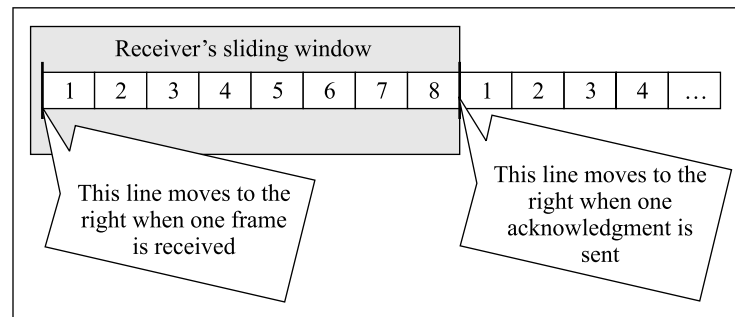 Receiver's sliding window
1 2 3 4 5 6 7 8 1 2 3 4 ...
This line moves to the
right when one frame
is received
This line moves to the
right when one
acknowledgment is
sent